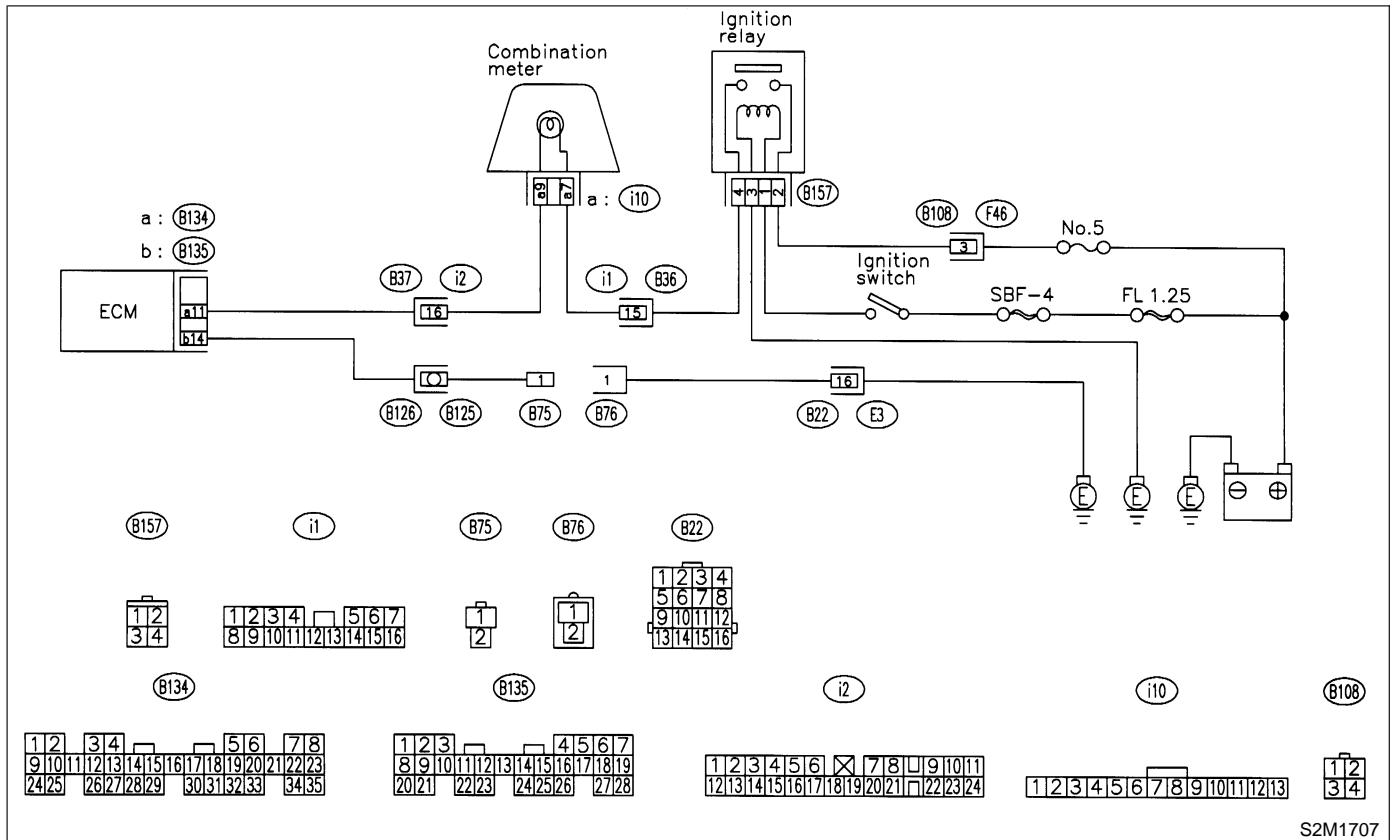 Ignition
relay
Combination
meter
a9 a7
a : i10
4 3 1 2
B157
a : B134
b : B135
B108 F46
No.5
3
Ignition
switch
SBF-4
FL 1.25
B37 i2
i1 B36
ECM
a11
16
15
b14
1
1
16
B126 B125
B75
B76
B22 E3
E E E
B157
i1
B75
B76
B22
1 2
3 4
1 2 3 4 5 6 7
8 9 10 11 12 13 14 15 16
1
2
1
2
1 2 3 4
5 6 7 8
9 10 11 12
13 14 15 16
B134
B135
i2
i10
B108
1 2 3 4 5 6 7 8
9 10 11 12 13 14 15 16 17 18 19 20 21 22 23
24 25 26 27 28 29 30 31 32 33 34 35
1 2 3 4 5 6 7
8 9 10 11 12 13 14 15 16 17 18 19
20 21 22 23 24 25 26 27 28
1 2 3 4 5 6 7 8 9 10 11
12 13 14 15 16 17 18 19 20 21 22 23 24
1 2 3 4 5 6 7 8 9 10 11 12 13
1 2
3 4
S2M1707